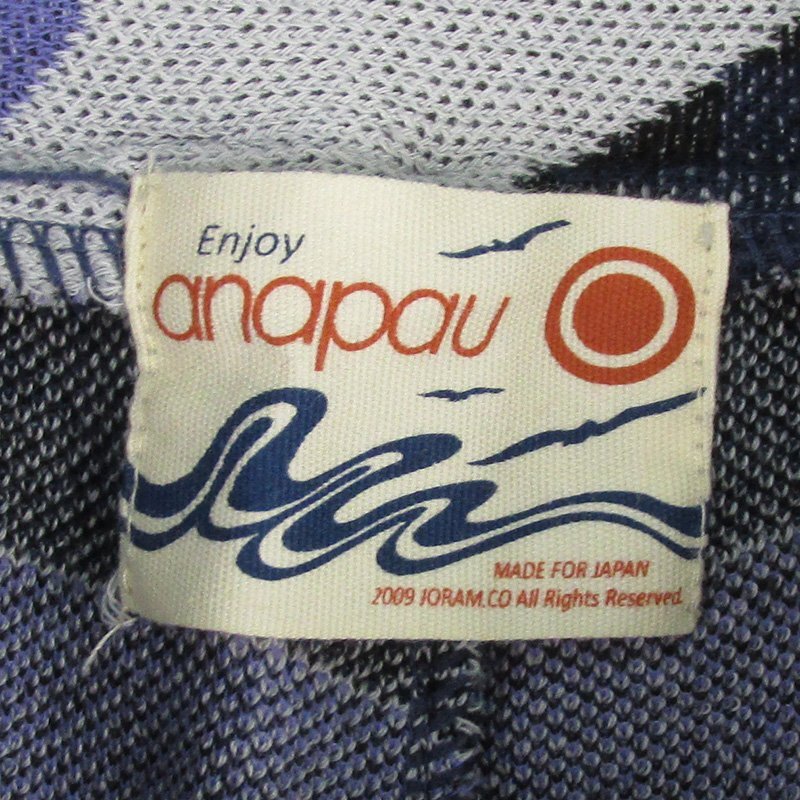 Enjoy
anapau
MADE FOR JAPAN
2009 JORAM.CO All Rights Reserved